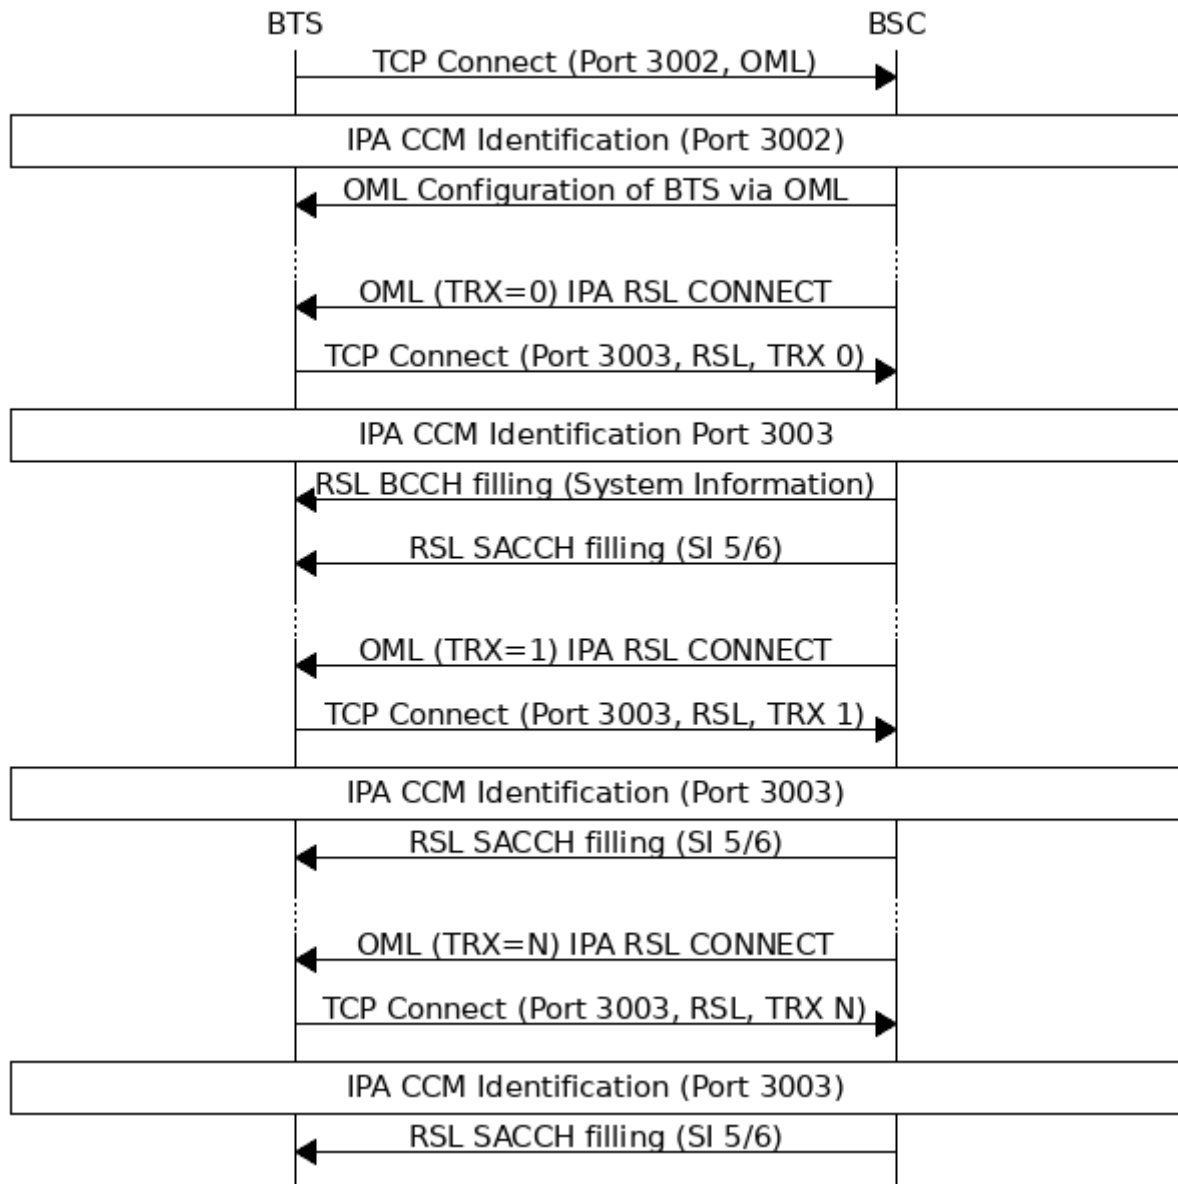 BTS BSC
TCP Connect (Port 3002, OML)
IPA CCM Identification (Port 3002)
OML Configuration of BTS via OML
OML (TRX=0) IPA RSL CONNECT
TCP Connect (Port 3003, RSL, TRX 0)
IPA CCM Identification Port 3003
RSL BCCH filling (System Information)
RSL SACCH filling (SI 5/6)
OML (TRX=1) IPA RSL CONNECT
TCP Connect (Port 3003, RSL, TRX 1)
IPA CCM Identification (Port 3003)
RSL SACCH filling (SI 5/6)
OML (TRX=N) IPA RSL CONNECT
TCP Connect (Port 3003, RSL, TRX N)
IPA CCM Identification (Port 3003)
RSL SACCH filling (SI 5/6)